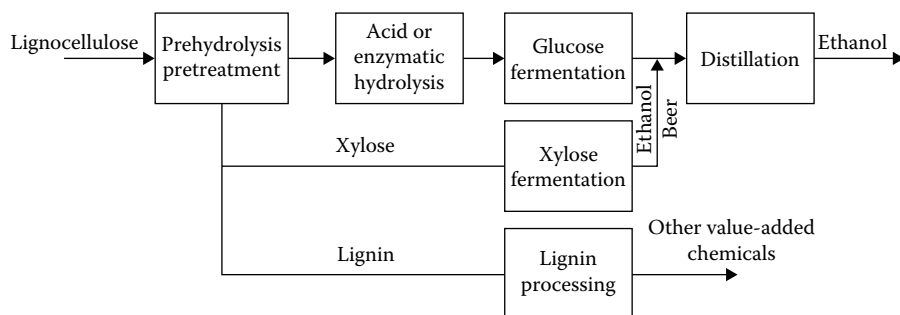 Lignocellulose
Prehydrolysis
pretreatment
Acid or
enzymatic
hydrolysis
Glucose
fermentation
Distillation
Ethanol
Ethanol
Beer
Xylose
Xylose
fermentation
Lignin
Lignin
processing
Other value-added
chemicals